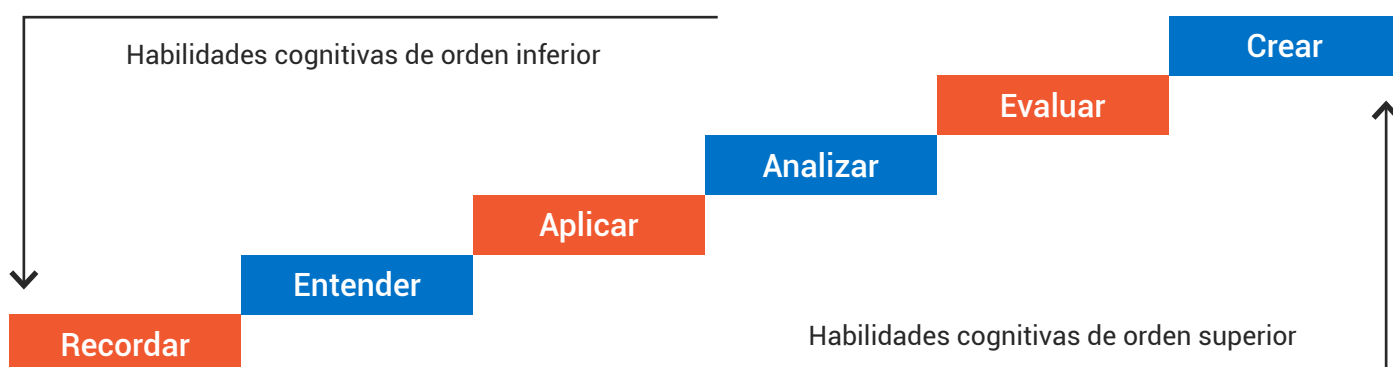 Crear
Habilidades cognitivas de orden inferior
Evaluar
Analizar
Aplicar
Entender
Recordar
Habilidades cognitivas de orden superior